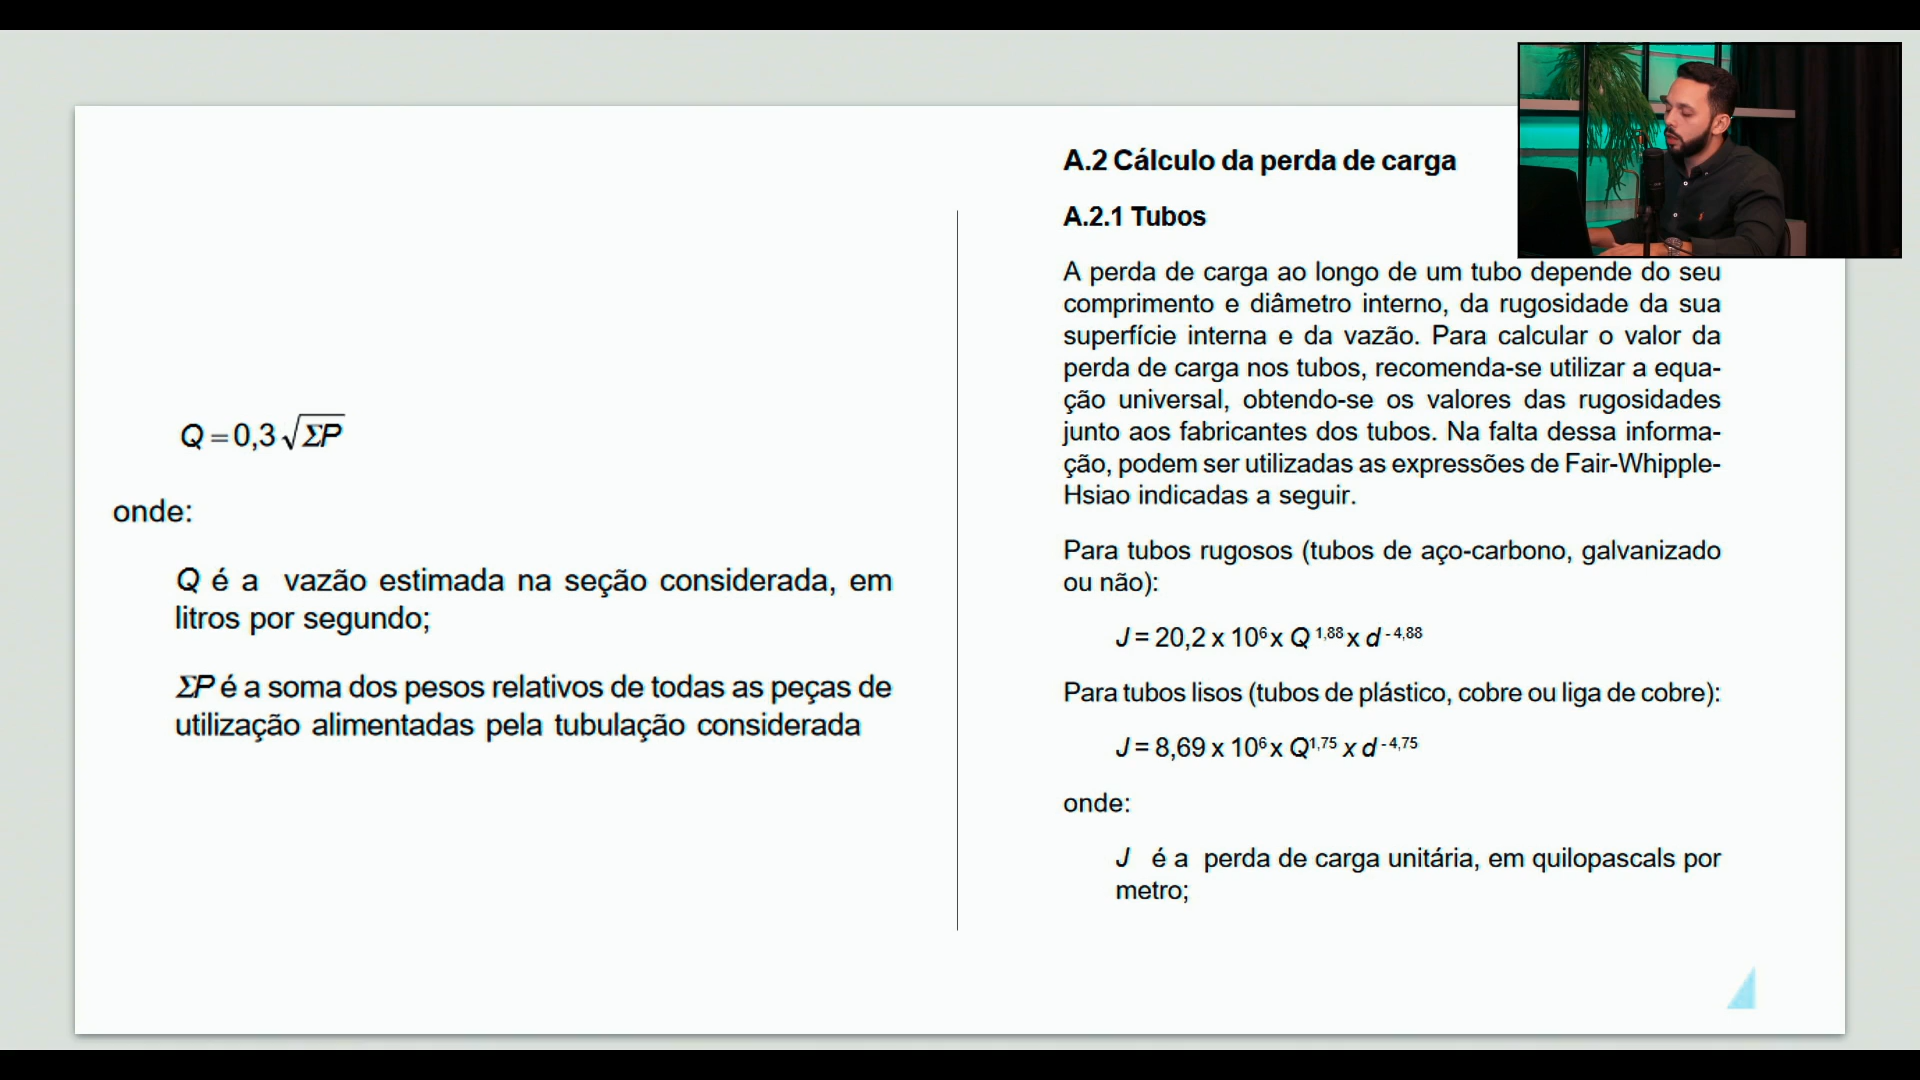 Q = 0,3 √ΣP
onde:
Q é a vazão estimada na seção considerada, em
litros por segundo;
ΣP é a soma dos pesos relativos de todas as peças de
utilização alimentadas pela tubulação considerada
A.2 Cálculo da perda de carga
A.2.1 Tubos
A perda de carga ao longo de um tubo depende do seu
comprimento e diâmetro interno, da rugosidade da sua
superfície interna e da vazão. Para calcular o valor da
perda de carga nos tubos, recomenda-se utilizar a equa-
ção universal, obtendo-se os valores das rugosidades
junto aos fabricantes dos tubos. Na falta dessa informa-
ção, podem ser utilizadas as expressões de Fair-Whipple-
Hsiao indicadas a seguir.
Para tubos rugosos (tubos de aço-carbono, galvanizado
ou não):
J = 20,2 x 10⁶ x Q ^1,88 x d ^-4,88
Para tubos lisos (tubos de plástico, cobre ou liga de cobre):
J = 8,69 x 10⁶ x Q^1,75 x d ^-4,75
onde:
J é a perda de carga unitária, em quilopascals por
metro;